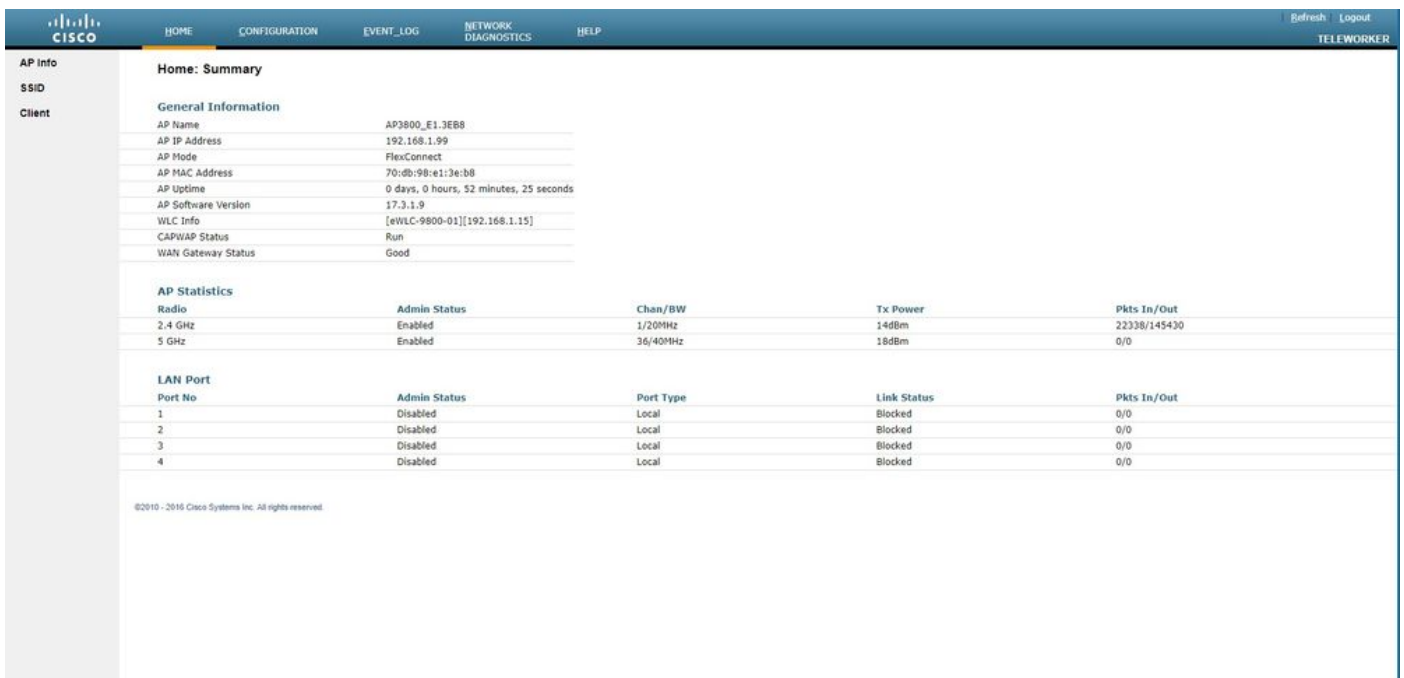 Refresh Logout
CISCO HOME CONFIGURATION EVENT_LOG NETWORK DIAGNOSTICS HELP
TELEWORKER
AP Info
SSID
Client
Home: Summary
General Information
AP Name AP3800_E1.3EB8
AP IP Address 192.168.1.99
AP Mode FlexConnect
AP MAC Address 70:db:98:e1:3e:b8
AP Uptime 0 days, 0 hours, 52 minutes, 25 seconds
AP Software Version 17.3.1.9
WLC Info [eWLC-9800-01][192.168.1.15]
CAPWAP Status Run
WAN Gateway Status Good
AP Statistics
Radio Admin Status Chan/BW Tx Power Pkts In/Out
2.4 GHz Enabled 1/20MHz 14dBm 22338/145430
5 GHz Enabled 36/40MHz 18dBm 0/0
LAN Port
Port No Admin Status Port Type Link Status Pkts In/Out
1 Disabled Local Blocked 0/0
2 Disabled Local Blocked 0/0
3 Disabled Local Blocked 0/0
4 Disabled Local Blocked 0/0
©2010 - 2016 Cisco Systems Inc. All rights reserved.